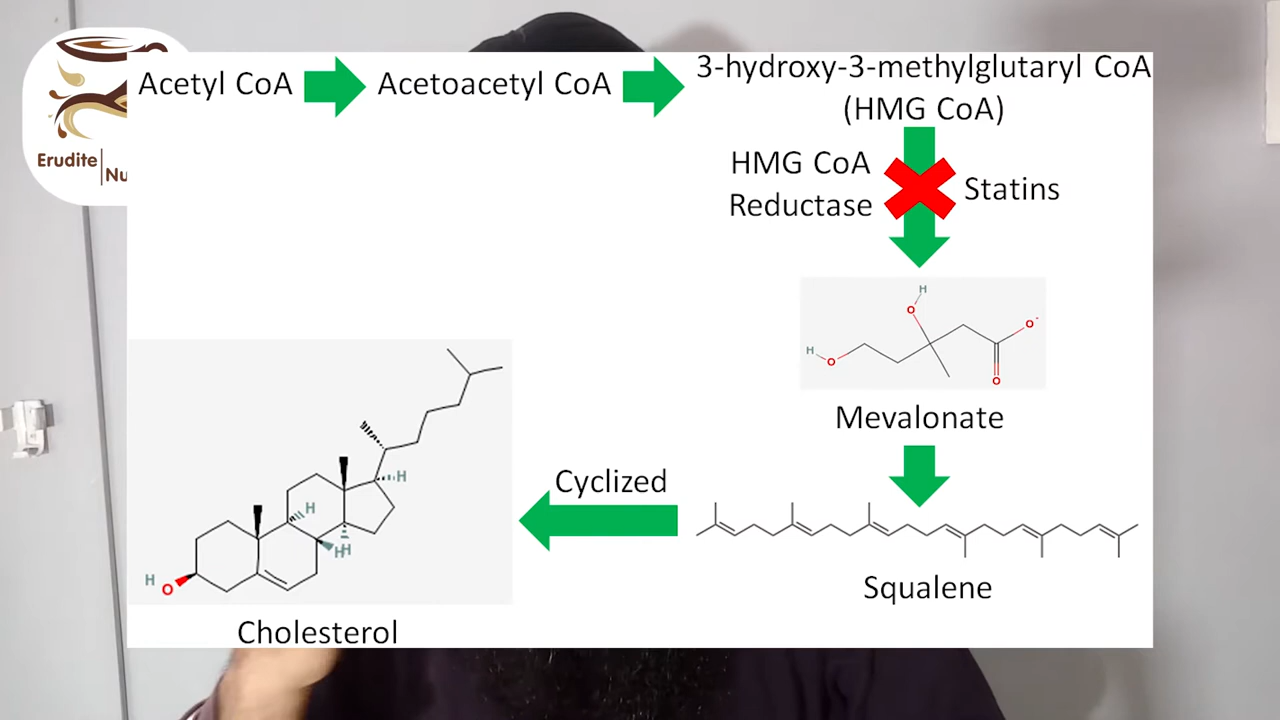 Acetyl CoA
Acetoacetyl CoA
3-hydroxy-3-methylglutaryl CoA
(HMG CoA)
HMG CoA
Reductase
Statins
Erudite
H
O
H
O
O-
O
Mevalonate
Cyclized
H
H
H
H
H
O
Squalene
Cholesterol